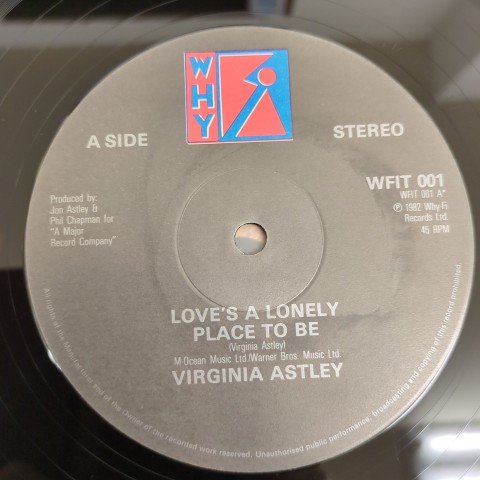 WHY
A SIDE
STEREO
WFIT 001
WFIT 001 A*
℗ 1982 Why-Fi
Records Ltd.
45 RPM
Produced by:
Jon Astley &
Phil Chapman for
"A Major
Record Company"
LOVE'S A LONELY
PLACE TO BE
(Virginia Astley)
M Ocean Music Ltd./Warner Bros. Music Ltd.
VIRGINIA ASTLEY
All rights of the of the Owner of the recorded work reserved. Unauthorised public performance, broadcasting and copying of this record prohibited